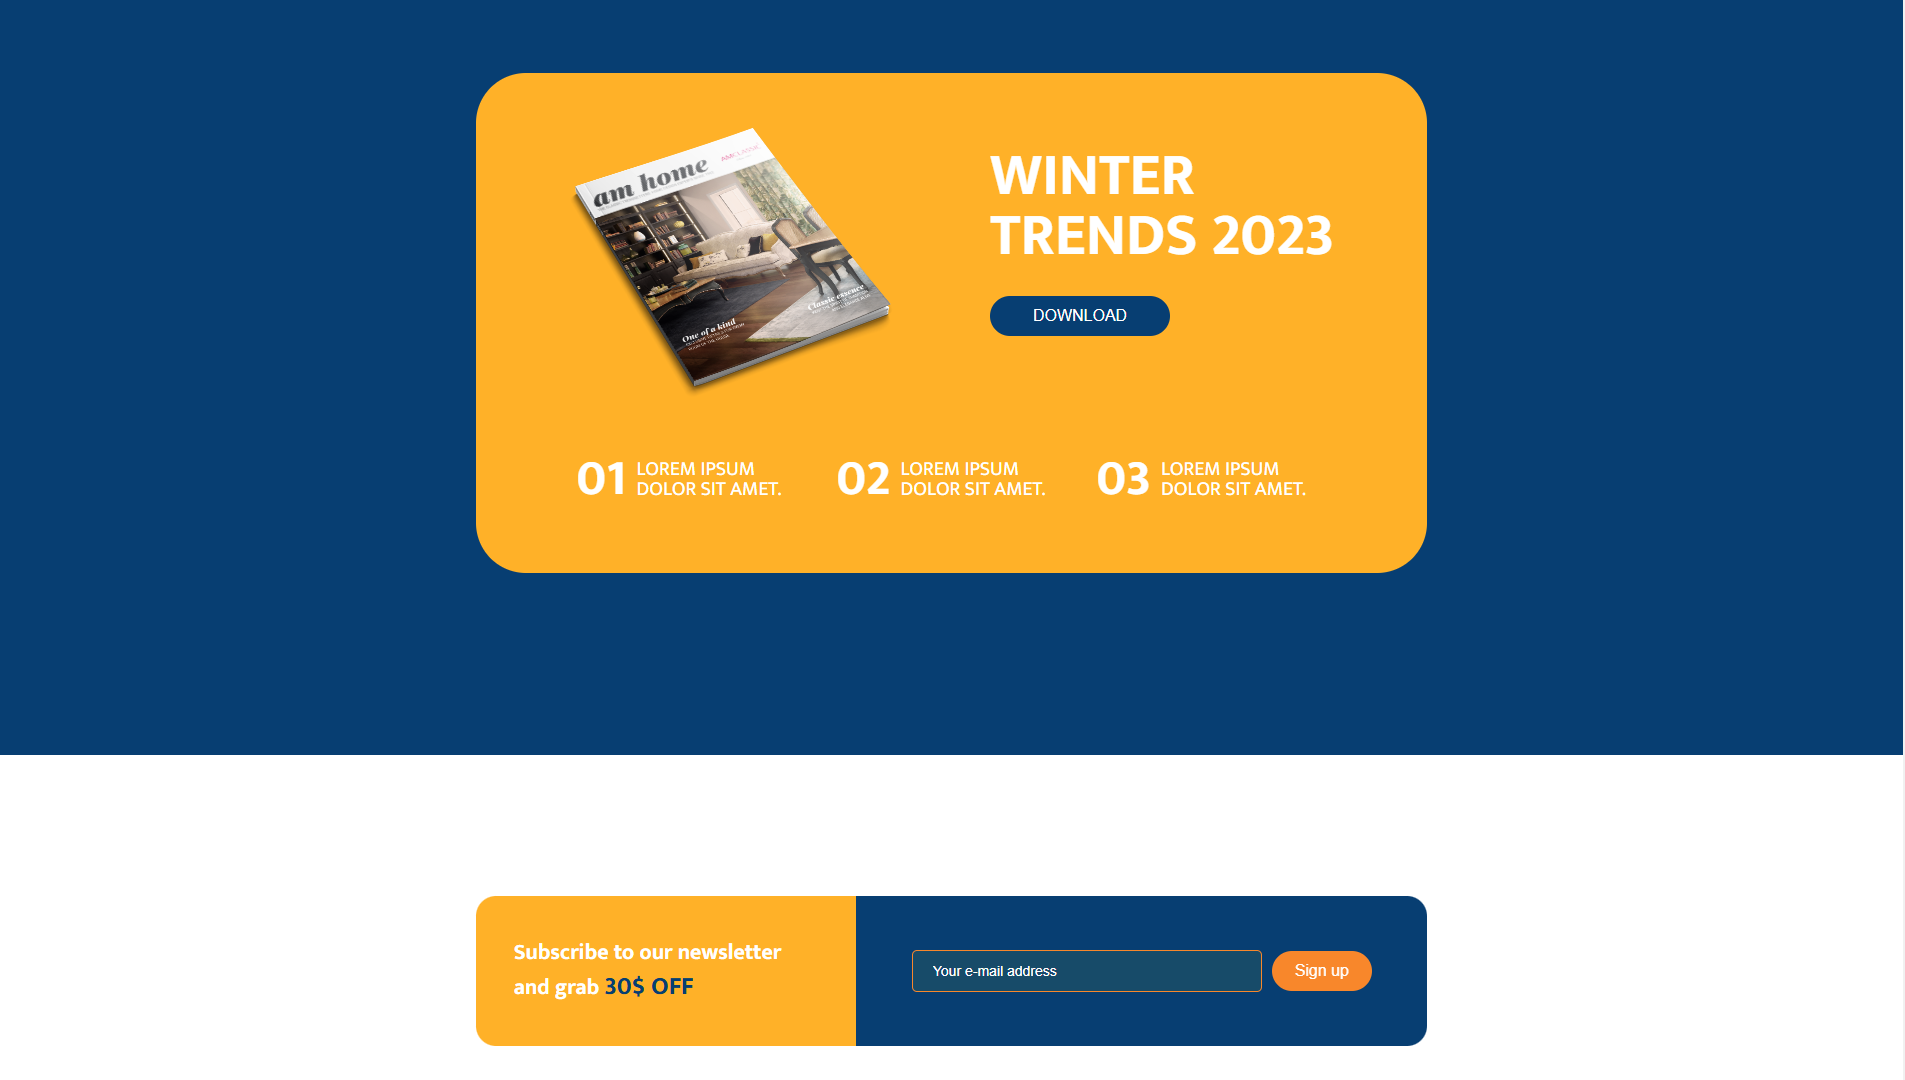 am home
WINTER
TRENDS 2023
DOWNLOAD
One of a kind
Classic essence
01 LOREM IPSUM
DOLOR SIT AMET.
02 LOREM IPSUM
DOLOR SIT AMET.
03 LOREM IPSUM
DOLOR SIT AMET.
Subscribe to our newsletter
and grab 30$ OFF
Your e-mail address
Sign up